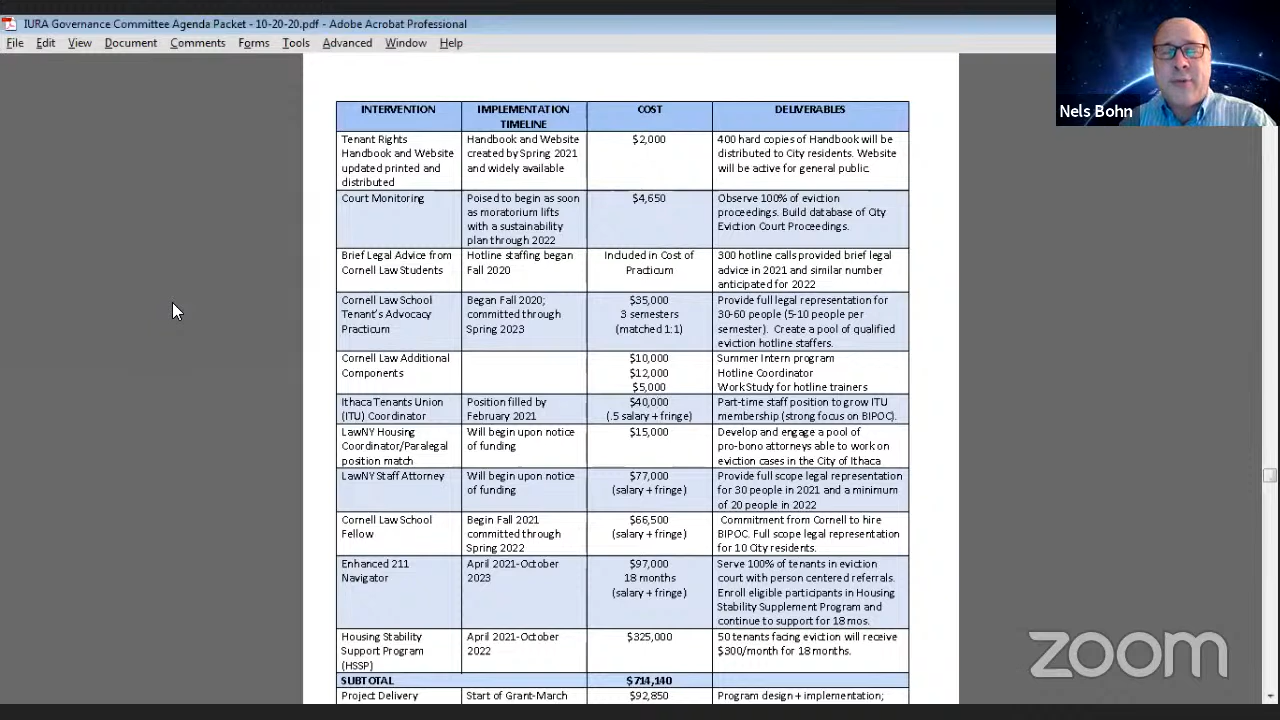 IURA Governance Committee Agenda Packet - 10-20-20.pdf - Adobe Acrobat Professional
File Edit View Document Comments Forms Tools Advanced Window Help
Nels Bohn
INTERVENTION
IMPLEMENTATION
TIMELINE
COST
DELIVERABLES
Tenant Rights
Handbook and Website
updated printed and
distributed
Handbook and Website
created by Spring 2021
and widely available
$2,000
400 hard copies of Handbook will be
distributed to City residents. Website
will be active for general public.
Court Monitoring
Poised to begin as soon
as moratorium lifts
with a sustainability
plan through 2022
$4,650
Observe 100% of eviction
proceedings. Build database of City
Eviction Court Proceedings.
Brief Legal Advice from
Cornell Law Students
Hotline staffing began
Fall 2020
Included in Cost of
Practicum
300 hotline calls provided brief legal
advice in 2021 and similar number
anticipated for 2022
Cornell Law School
Tenant's Advocacy
Practicum
Began Fall 2020;
committed through
Spring 2023
$35,000
3 semesters
(matched 1:1)
Provide full legal representation for
30-60 people (5-10 people per
semester). Create a pool of qualified
eviction hotline staffers.
Cornell Law Additional
Components
$10,000
$12,000
$5,000
Summer Intern program
Hotline Coordinator
Work Study for hotline trainers
Ithaca Tenants Union
(ITU) Coordinator
Position filled by
February 2021
$40,000
(.5 salary + fringe)
Part-time staff position to grow ITU
membership (strong focus on BIPOC).
LawNY Housing
Coordinator/Paralegal
position match
Will begin upon notice
of funding
$15,000
Develop and engage a pool of
pro-bono attorneys able to work on
eviction cases in the City of Ithaca
LawNY Staff Attorney
Will begin upon notice
of funding
$77,000
(salary + fringe)
Provide full scope legal representation
for 30 people in 2021 and a minimum
of 20 people in 2022
Cornell Law School
Fellow
Begin Fall 2021
committed through
Spring 2022
$66,500
(salary + fringe)
Commitment from Cornell to hire
BIPOC. Full scope legal representation
for 10 City residents.
Enhanced 211
Navigator
April 2021-October
2023
$97,000
18 months
(salary + fringe)
Serve 100% of tenants in eviction
court with person centered referrals.
Enroll eligible participants in Housing
Stability Supplement Program and
continue to support for 18 mos.
Housing Stability
Support Program
(HSSP)
April 2021-October
2022
$325,000
50 tenants facing eviction will receive
$300/month for 18 months.
SUBTOTAL
$714,140
Project Delivery
Start of Grant-March
$92,850
Program design + implementation;
zoom